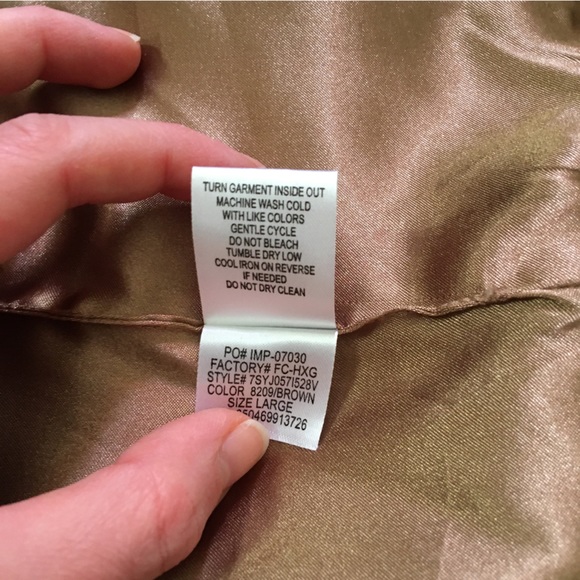 TURN GARMENT INSIDE OUT
MACHINE WASH COLD
WITH LIKE COLORS
GENTLE CYCLE
DO NOT BLEACH
TUMBLE DRY LOW
COOL IRON ON REVERSE
IF NEEDED
DO NOT DRY CLEAN
PO# IMP-07030
FACTORY# FC-HXG
STYLE# 7SYJ057I528V
COLOR 8209/BROWN
SIZE LARGE